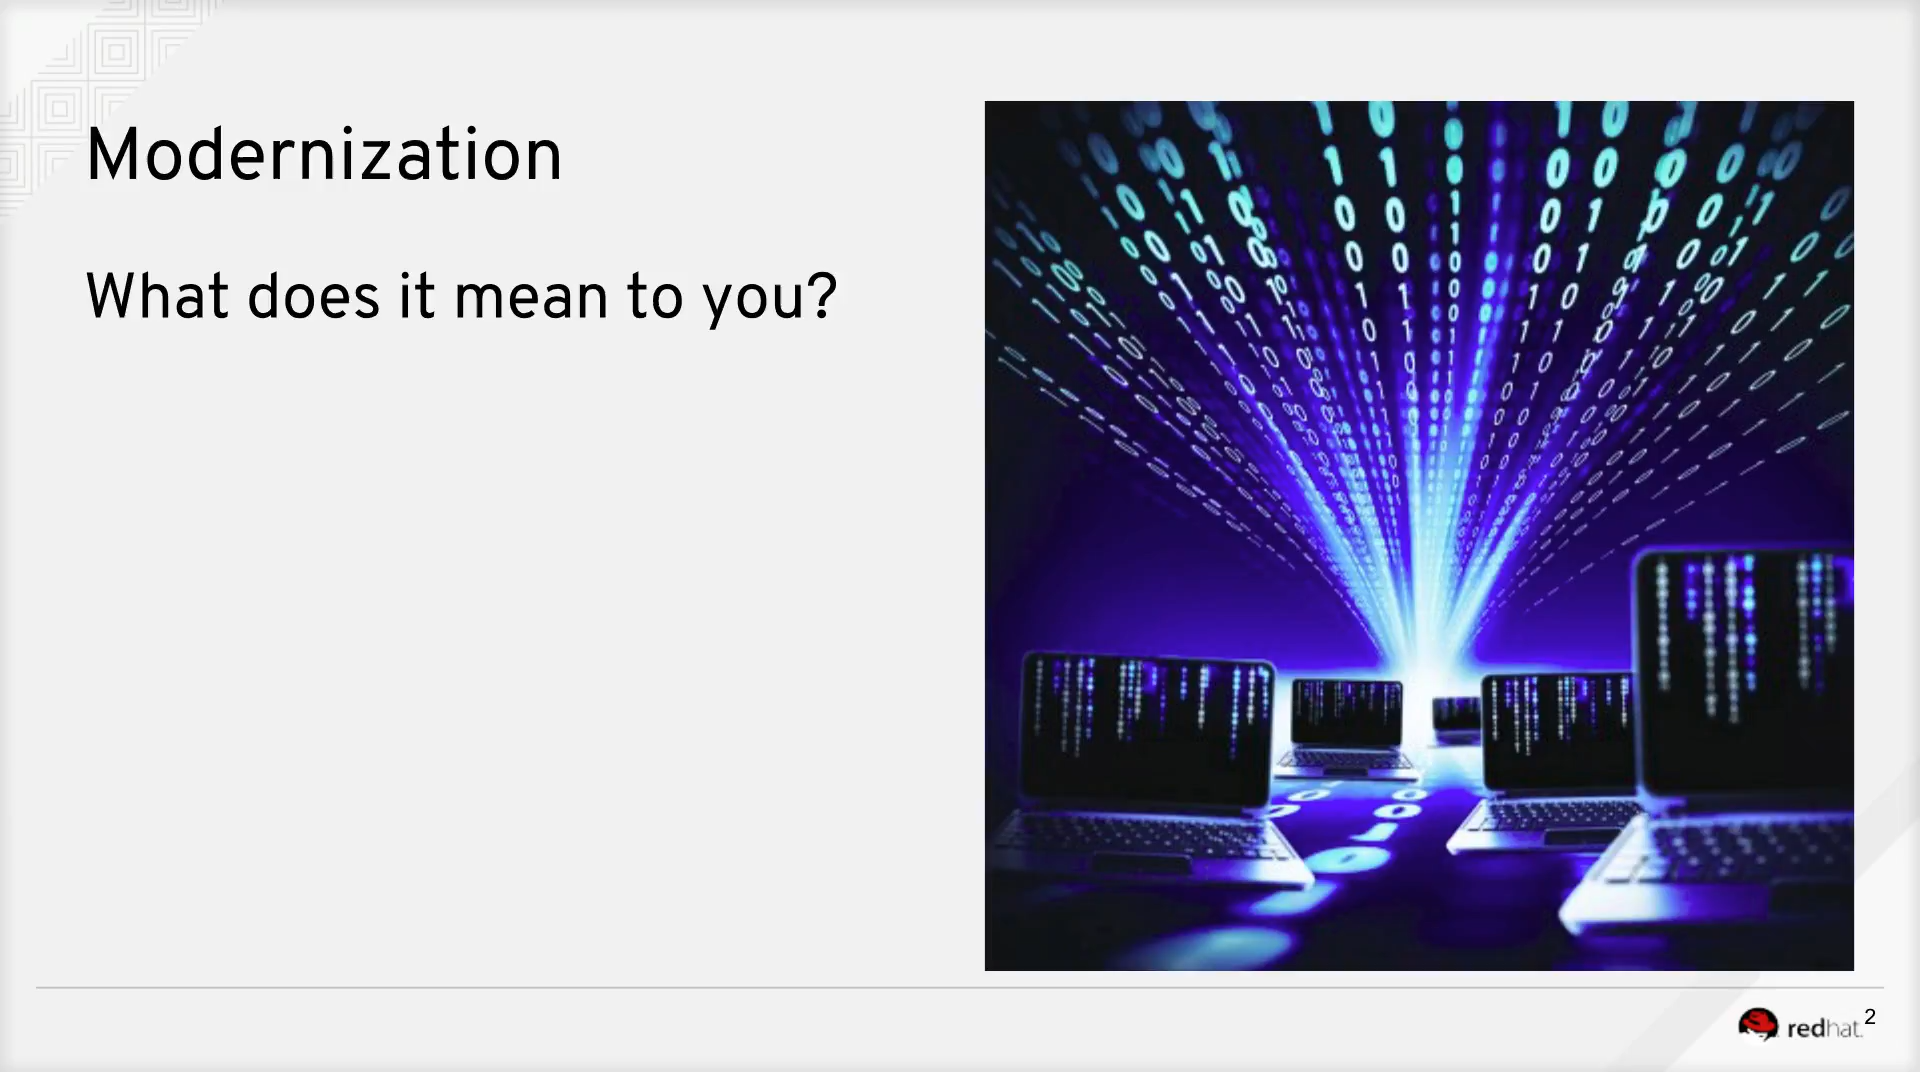 Modernization
What does it mean to you?
redhat.
2